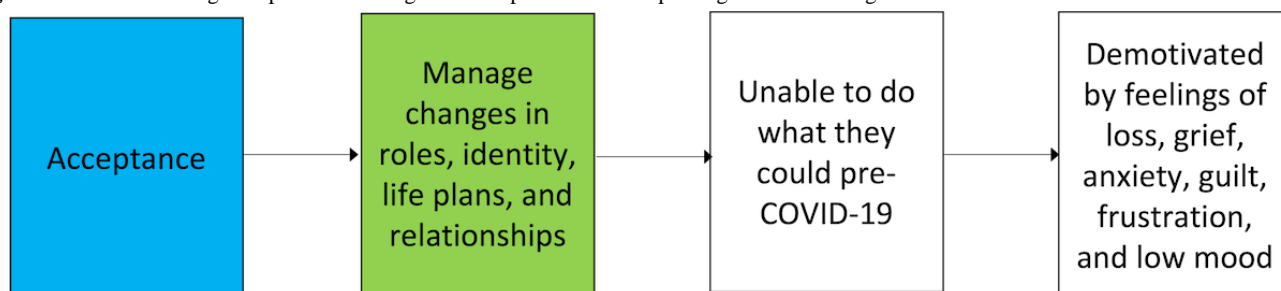 Acceptance
Manage
changes in
roles, identity,
life plans, and
relationships
Unable to do
what they
could pre-
COVID-19
Demotivated
by feelings of
loss, grief,
anxiety, guilt,
frustration,
and low mood